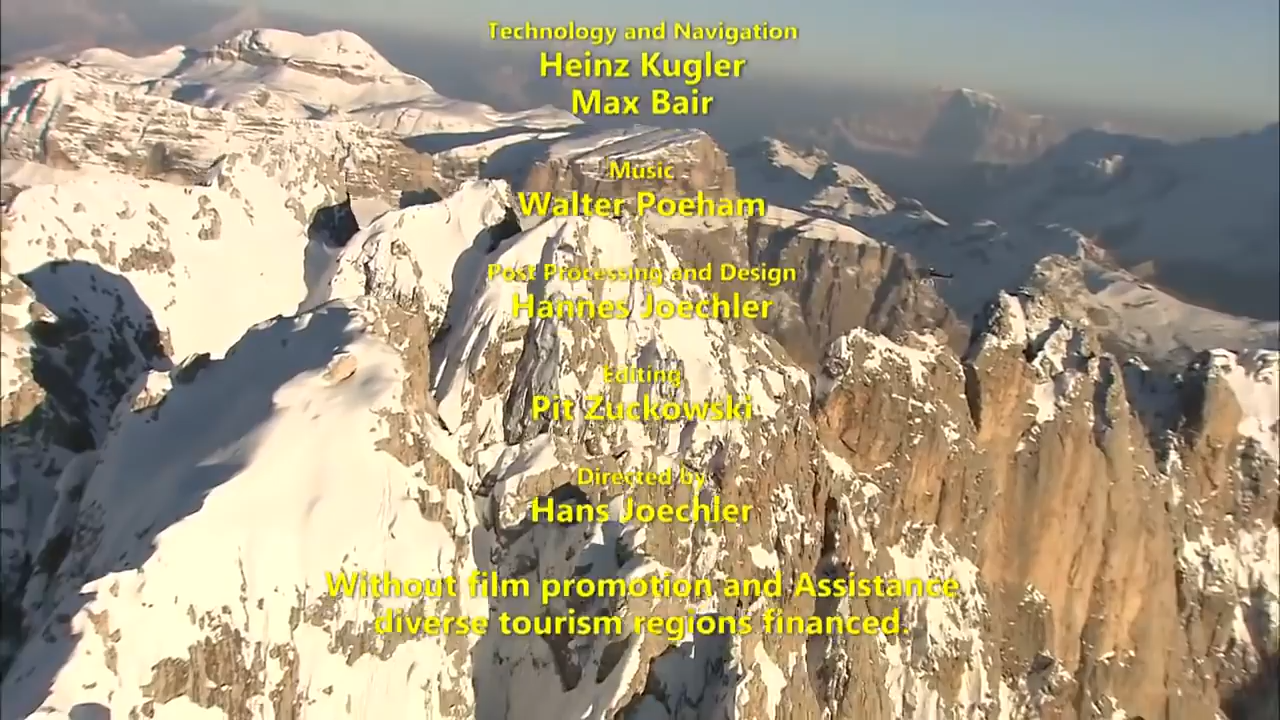 Technology and Navigation
Heinz Kugler
Max Bair
Music
Walter Poeham
Post Processing and Design
Hannes Joechler
Editing
Pit Zuckowski
Directed by
Hans Joechler
Without film promotion and Assistance
diverse tourism regions financed.